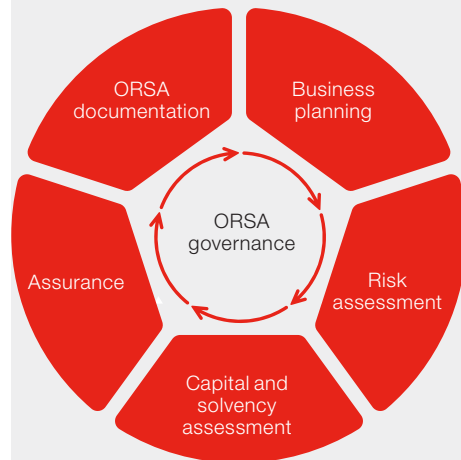 ORSA
documentation
Business
planning
ORSA
governance
Assurance
Risk
assessment
Capital and
solvency
assessment